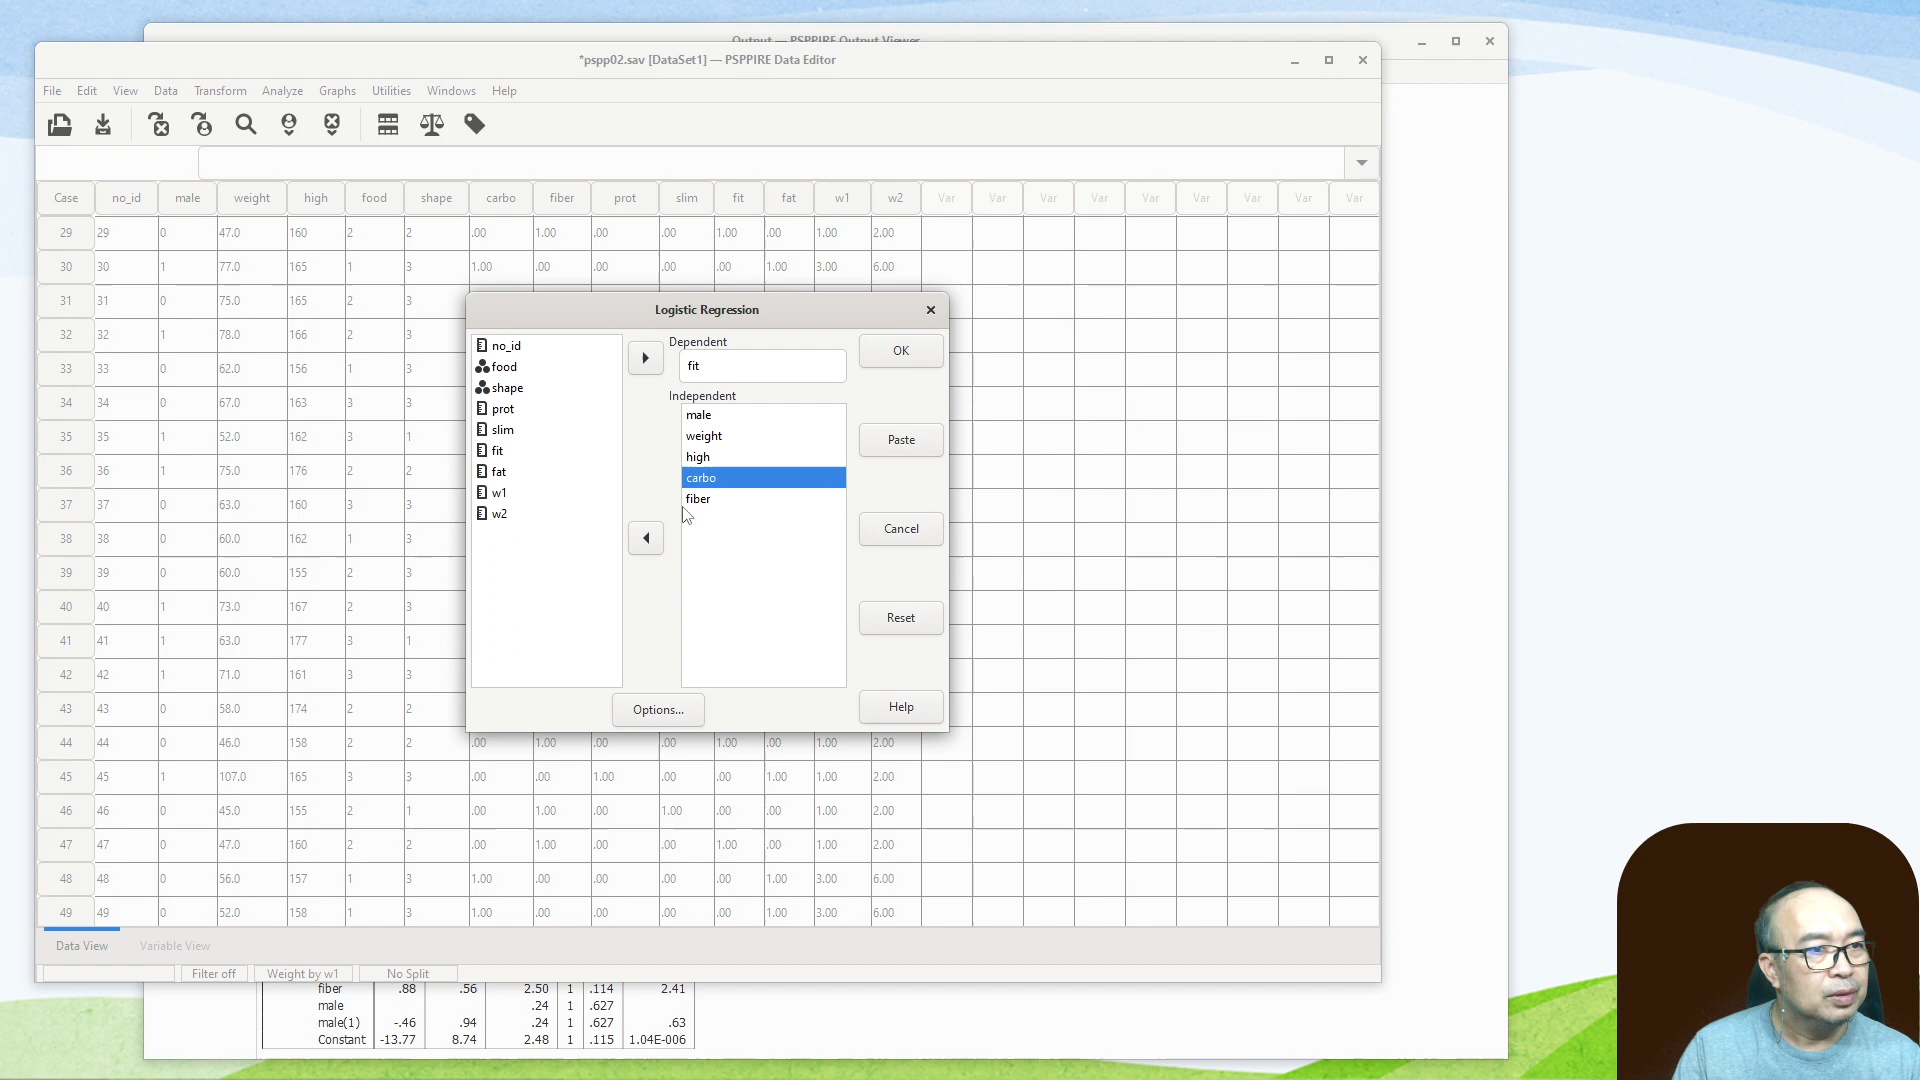 Output — PSPPIRE Output Viewer
*pspp02.sav [DataSet1] — PSPPIRE Data Editor
File Edit View Data Transform Analyze Graphs Utilities Windows Help
Case no_id male weight high food shape carbo fiber prot slim fit fat w1 w2 Var Var Var Var Var Var Var Var Var
29 29 0 47.0 160 2 2 .00 1.00 .00 .00 1.00 .00 1.00 2.00
30 30 1 77.0 165 1 3 1.00 .00 .00 .00 .00 1.00 3.00 6.00
31 31 0 75.0 165 2 3
32 32 1 78.0 166 2 3
33 33 0 62.0 156 1 3
34 34 0 67.0 163 3 3
35 35 1 52.0 162 3 1
36 36 1 75.0 176 2 2
37 37 0 63.0 160 3 3
38 38 0 60.0 162 1 3
39 39 0 60.0 155 2 3
40 40 1 73.0 167 2 3
41 41 1 63.0 177 3 1
42 42 1 71.0 161 3 3
43 43 0 58.0 174 2 2
44 44 0 46.0 158 2 2 .00 1.00 .00 .00 1.00 .00 1.00 2.00
45 45 1 107.0 165 3 3 .00 .00 1.00 .00 .00 1.00 1.00 2.00
46 46 0 45.0 155 2 1 .00 1.00 .00 1.00 .00 .00 1.00 2.00
47 47 0 47.0 160 2 2 .00 1.00 .00 .00 1.00 .00 1.00 2.00
48 48 0 56.0 157 1 3 1.00 .00 .00 .00 .00 1.00 3.00 6.00
49 49 0 52.0 158 1 3 1.00 .00 .00 .00 .00 1.00 3.00 6.00
Logistic Regression
no_id
food
shape
prot
slim
fit
fat
w1
w2
Dependent
fit
Independent
male
weight
high
carbo
fiber
OK
Paste
Cancel
Reset
Help
Options...
Data View Variable View
Filter off Weight by w1 No Split
fiber .88 .56 2.50 1 .114 2.41
male .24 1 .627
male(1) -.46 .94 .24 1 .627 .63
Constant -13.77 8.74 2.48 1 .115 1.04E-006